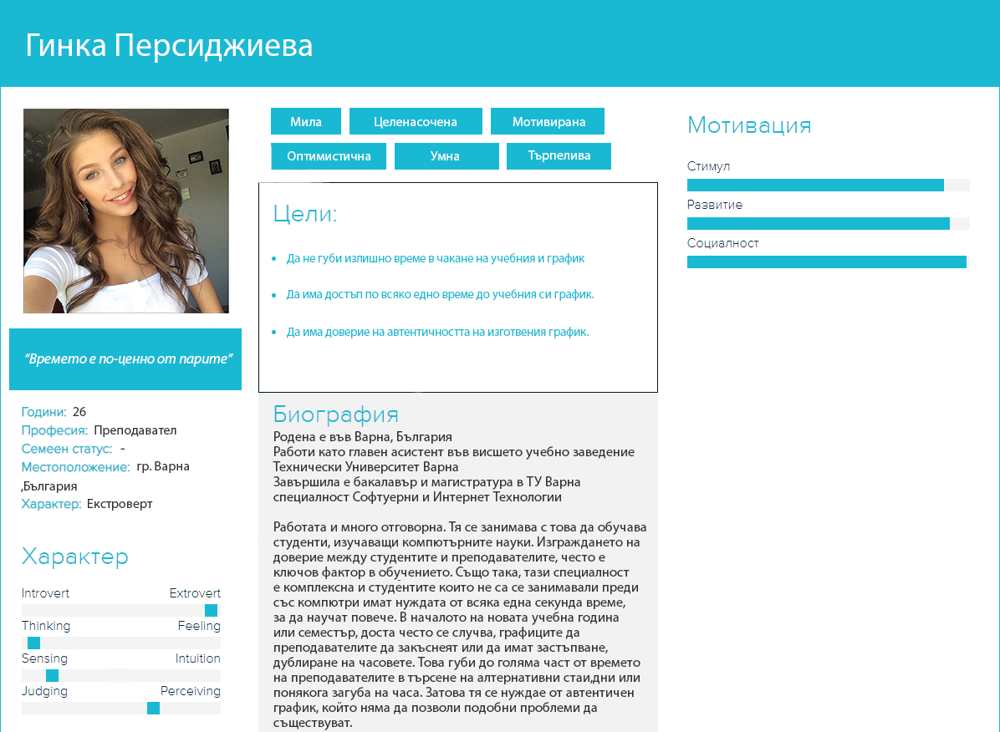 Гинка Персиджиева
Мила
Целенасочена
Мотивирана
Оптимистична
Умна
Търпелива
"Времето е по-ценно от парите"
Години: 26
Професия: Преподавател
Семеен статус: -
Местоположение: гр. Варна
,България
Характер: Екстроверт
Характер
Introvert Extrovert
Thinking Feeling
Sensing Intuition
Judging Perceiving
Цели:
• Да не губи излишно време в чакане на учебния и график
• Да има достъп по всяко едно време до учебния си график.
• Да има доверие на автентичността на изготвения график.
Биография
Родена е във Варна, България
Работи като главен асистент във висшето учебно заведение
Технически Университет Варна
Завършила е бакалавър и магистратура в ТУ Варна
специалност Софтуерни и Интернет Технологии
Работата и много отговорна. Тя се занимава с това да обучава
студенти, изучаващи компютърните науки. Изграждането на
доверие между студентите и преподавателите, често е
ключов фактор в обучението. Също така, тази специалност
е комплексна и студентите които не са се занимавали преди
със компютри имат нуждата от всяка една секунда време,
за да научат повече. В началото на новата учебна година
или семестър, доста често се случва, графиците да
преподавателите да закъснеят или да имат застъпване,
дублиране на часовете. Това губи до голяма част от времето
на преподавателите в търсене на алтернативни стаи,дни или
понякога загуба на часа. Затова тя се нуждае от автентичен
график, който няма да позволи подобни проблеми да
съществуват.
Мотивация
Стимул
Развитие
Социалност